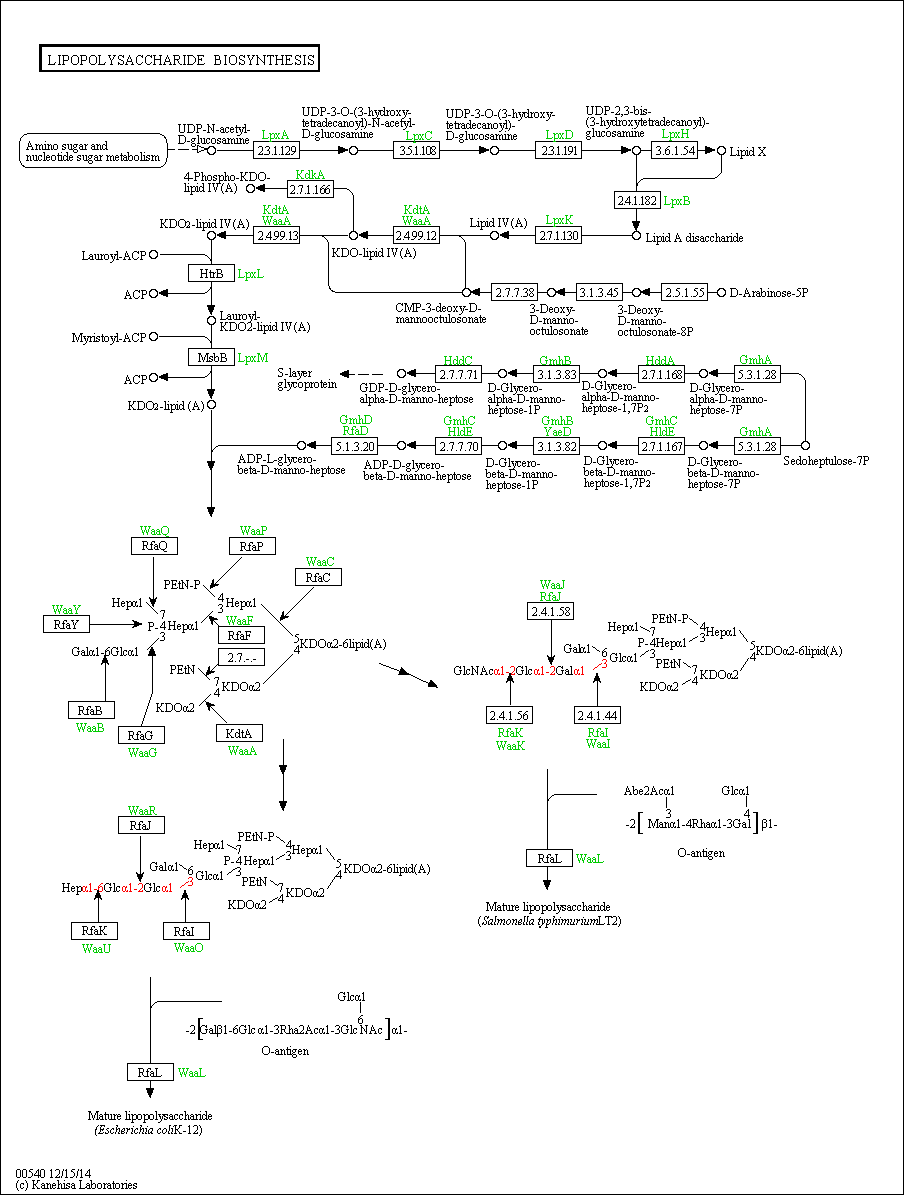 LIPOPOLYSACCHARIDE BIOSYNTHESIS
Amino sugar and
nucleotide sugar metabolism
UDP-N-acetyl-
D-glucosamine
LpxA
2.3.1.129
UDP-3-O-(3-hydroxy-
tetradecanoyl)-N-acetyl-
D-glucosamine
LpxC
3.5.1.108
UDP-3-O-(3-hydroxy-
tetradecanoyl)-
D-glucosamine
LpxD
2.3.1.191
UDP-2,3-bis-
(3-hydroxytetradecanoyl)-
glucosamine
LpxH
3.6.1.54
Lipid X
4-Phospho-KDO-
lipid IV(A)
KdkA
2.7.1.166
2.4.1.182
LpxB
KDO2-lipid IV(A)
KdtA
WaaA
2.4.99.13
KDO-lipid IV(A)
KdtA
WaaA
2.4.99.12
Lipid IV(A)
LpxK
2.7.1.130
Lipid A disaccharide
Lauroyl-ACP
HtrB
LpxL
ACP
CMP-3-deoxy-D-
mannooctulosonate
2.7.7.38
3-Deoxy-
D-manno-
octulosonate
3.1.3.45
3-Deoxy-
D-manno-
octulosonate-8P
2.5.1.55
D-Arabinose-5P
Lauroyl-
KDO2-lipid IV(A)
Myristoyl-ACP
MsbB
LpxM
ACP
KDO2-lipid (A)
S-layer
glycoprotein
GDP-D-glycero-
alpha-D-manno-heptose
HddC
2.7.7.71
D-Glycero-
alpha-D-manno-
heptose-1P
GmhB
3.1.3.83
D-Glycero-
alpha-D-manno-
heptose-1,7P2
HddA
2.7.1.168
D-Glycero-
alpha-D-manno-
heptose-7P
GmhA
5.3.1.28
ADP-L-glycero-
beta-D-manno-heptose
GmhD
RfaD
5.1.3.20
ADP-D-glycero-
beta-D-manno-heptose
GmhC
HldE
2.7.7.70
D-Glycero-
beta-D-manno-
heptose-1P
GmhB
YaeD
3.1.3.82
D-Glycero-
beta-D-manno-
heptose-1,7P2
GmhC
HldE
2.7.1.167
D-Glycero-
beta-D-manno-
heptose-7P
GmhA
5.3.1.28
Sedoheptulose-7P
WaaQ
RfaQ
WaaP
RfaP
WaaC
RfaC
PEtN-P
Hepα1
4
3
Hepα1
7
P-4
3
Hepα1
WaaY
RfaY
WaaF
RfaF
2.7.-.-
5
4
KDOα2-6lipid(A)
Galα1-6Glcα1
PEtN
7
4
KDOα2
KDOα2
RfaB
WaaB
RfaG
WaaG
KdtA
WaaA
WaaJ
RfaJ
2.4.1.58
PEtN-P
Hepα1
4
3
Hepα1
7
P-4
3
Hepα1
5
4
KDOα2-6lipid(A)
Galα1
6
3
Glcα1
PEtN
7
4
KDOα2
KDOα2
GlcNAcα1-2Glcα1-2Galα1
2.4.1.56
RfaK
WaaK
2.4.1.44
RfaI
WaaI
Abe2Acα1
Glcα1
3
4
-2[ Manα1-4Rhaα1-3Gal ]β1-
O-antigen
RfaL
WaaL
Mature lipopolysaccharide
(Salmonella typhimuriumLT2)
WaaR
RfaJ
PEtN-P
Hepα1
4
3
Hepα1
7
P-4
3
Hepα1
5
4
KDOα2-6lipid(A)
Galα1
6
3
Glcα1
PEtN
7
4
KDOα2
KDOα2
Hepα1-6Glcα1-2Glcα1
RfaK
WaaU
RfaI
WaaO
Glcα1
6
-2[Galβ1-6Glcα1-3Rha2Acα1-3GlcNAc]α1-
O-antigen
RfaL
WaaL
Mature lipopolysaccharide
(Escherichia coliK-12)
00540 12/15/14
(c) Kanehisa Laboratories